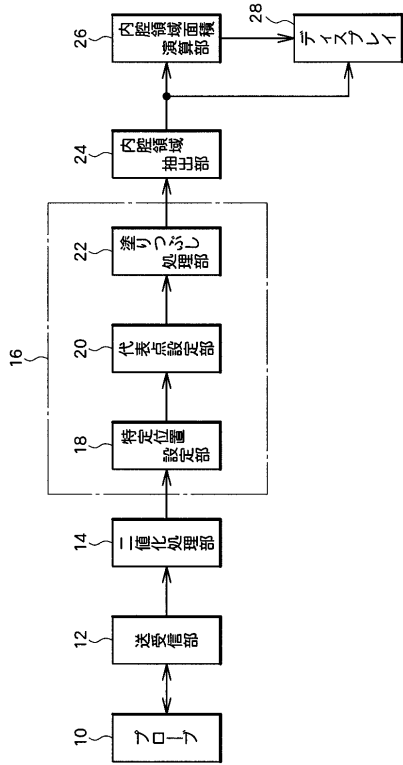 10
プローブ
12
送受信部
14
二値化処理部
16
18
特定位置
設定部
20
代表点設定部
22
塗りつぶし
処理部
24
内腔領域
抽出部
26
内腔領域面積
演算部
28
ディスプレイ